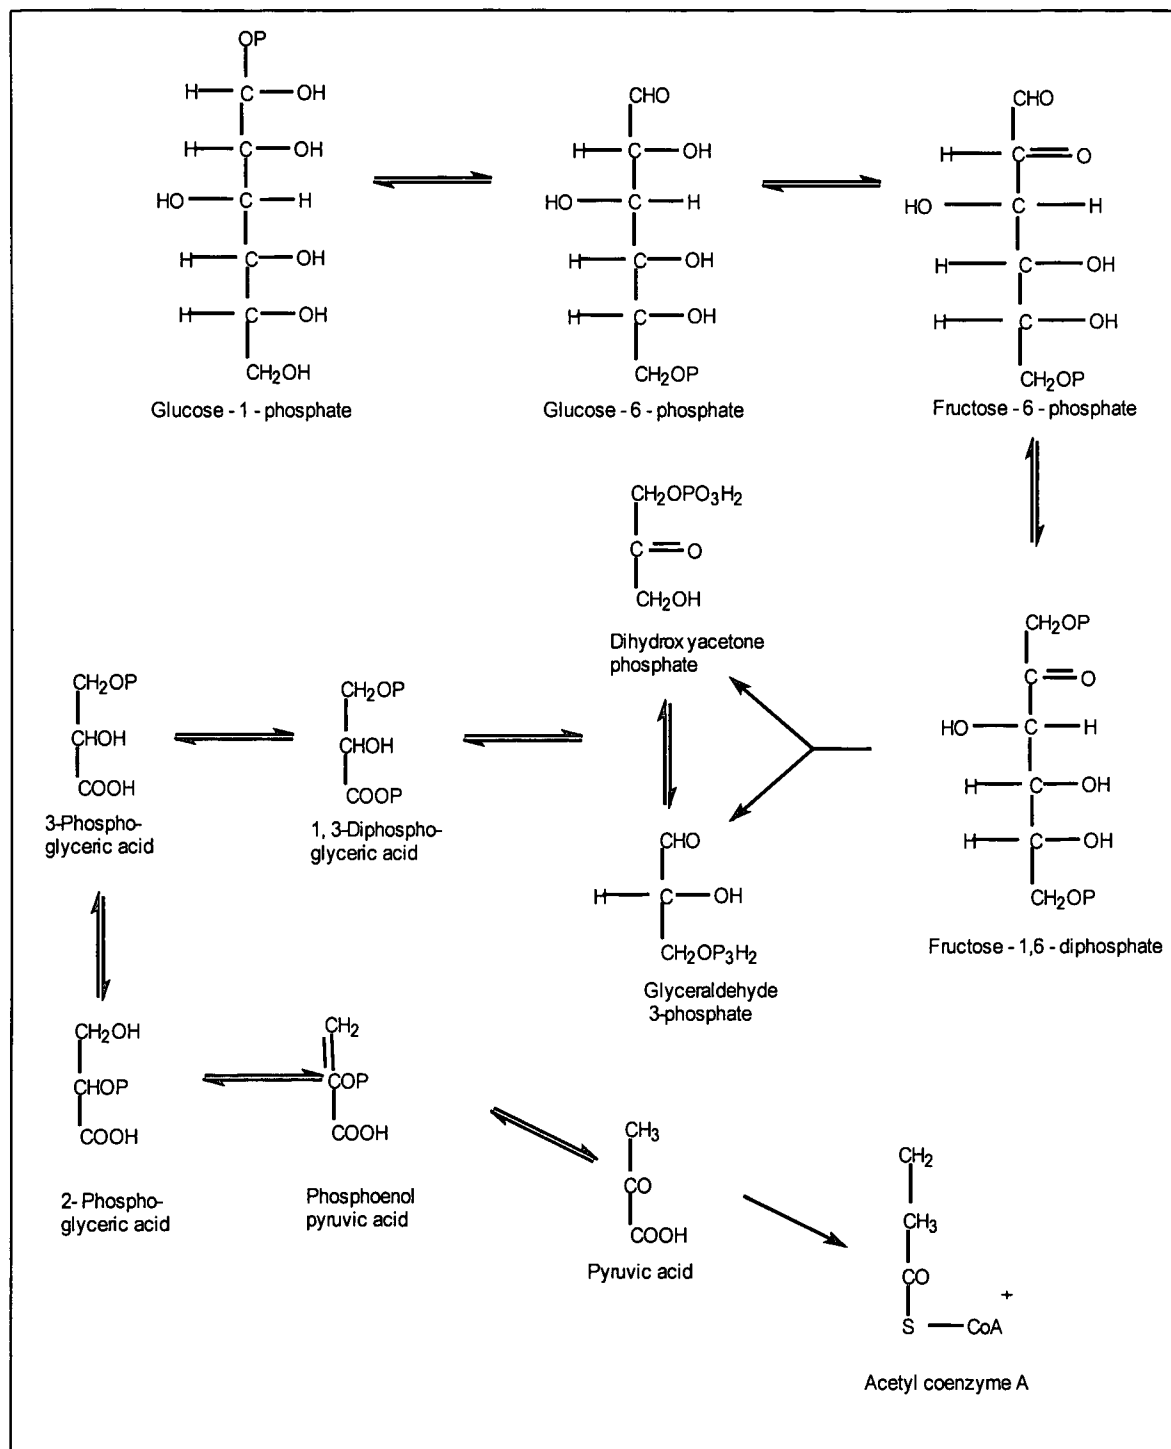 OP
H C OH
H C OH
HO C H
H C OH
H C OH
CH2OH
Glucose - 1 - phosphate
CHO
H C OH
HO C H
H C OH
H C OH
CH2OP
Glucose - 6 - phosphate
CHO
H C O
HO C H
H C OH
H C OH
CH2OP
Fructose - 6 - phosphate
CH2OPO3H2
C O
CH2OH
Dihydroxyacetone
phosphate
CH2OP
C O
HO C H
H C OH
H C OH
CH2OP
Fructose - 1,6 - diphosphate
CH2OP
CHOH
COOH
3-Phospho-
glyceric acid
CH2OP
CHOH
COOP
1, 3-Diphospho-
glyceric acid
CHO
H C OH
CH2OP3H2
Glyceraldehyde
3-phosphate
CH2OH
CHOP
COOH
2- Phospho-
glyceric acid
CH2
COP
COOH
Phosphoenol
pyruvic acid
CH3
CO
COOH
Pyruvic acid
CH2
CH3
CO
S CoA +
Acetyl coenzyme A